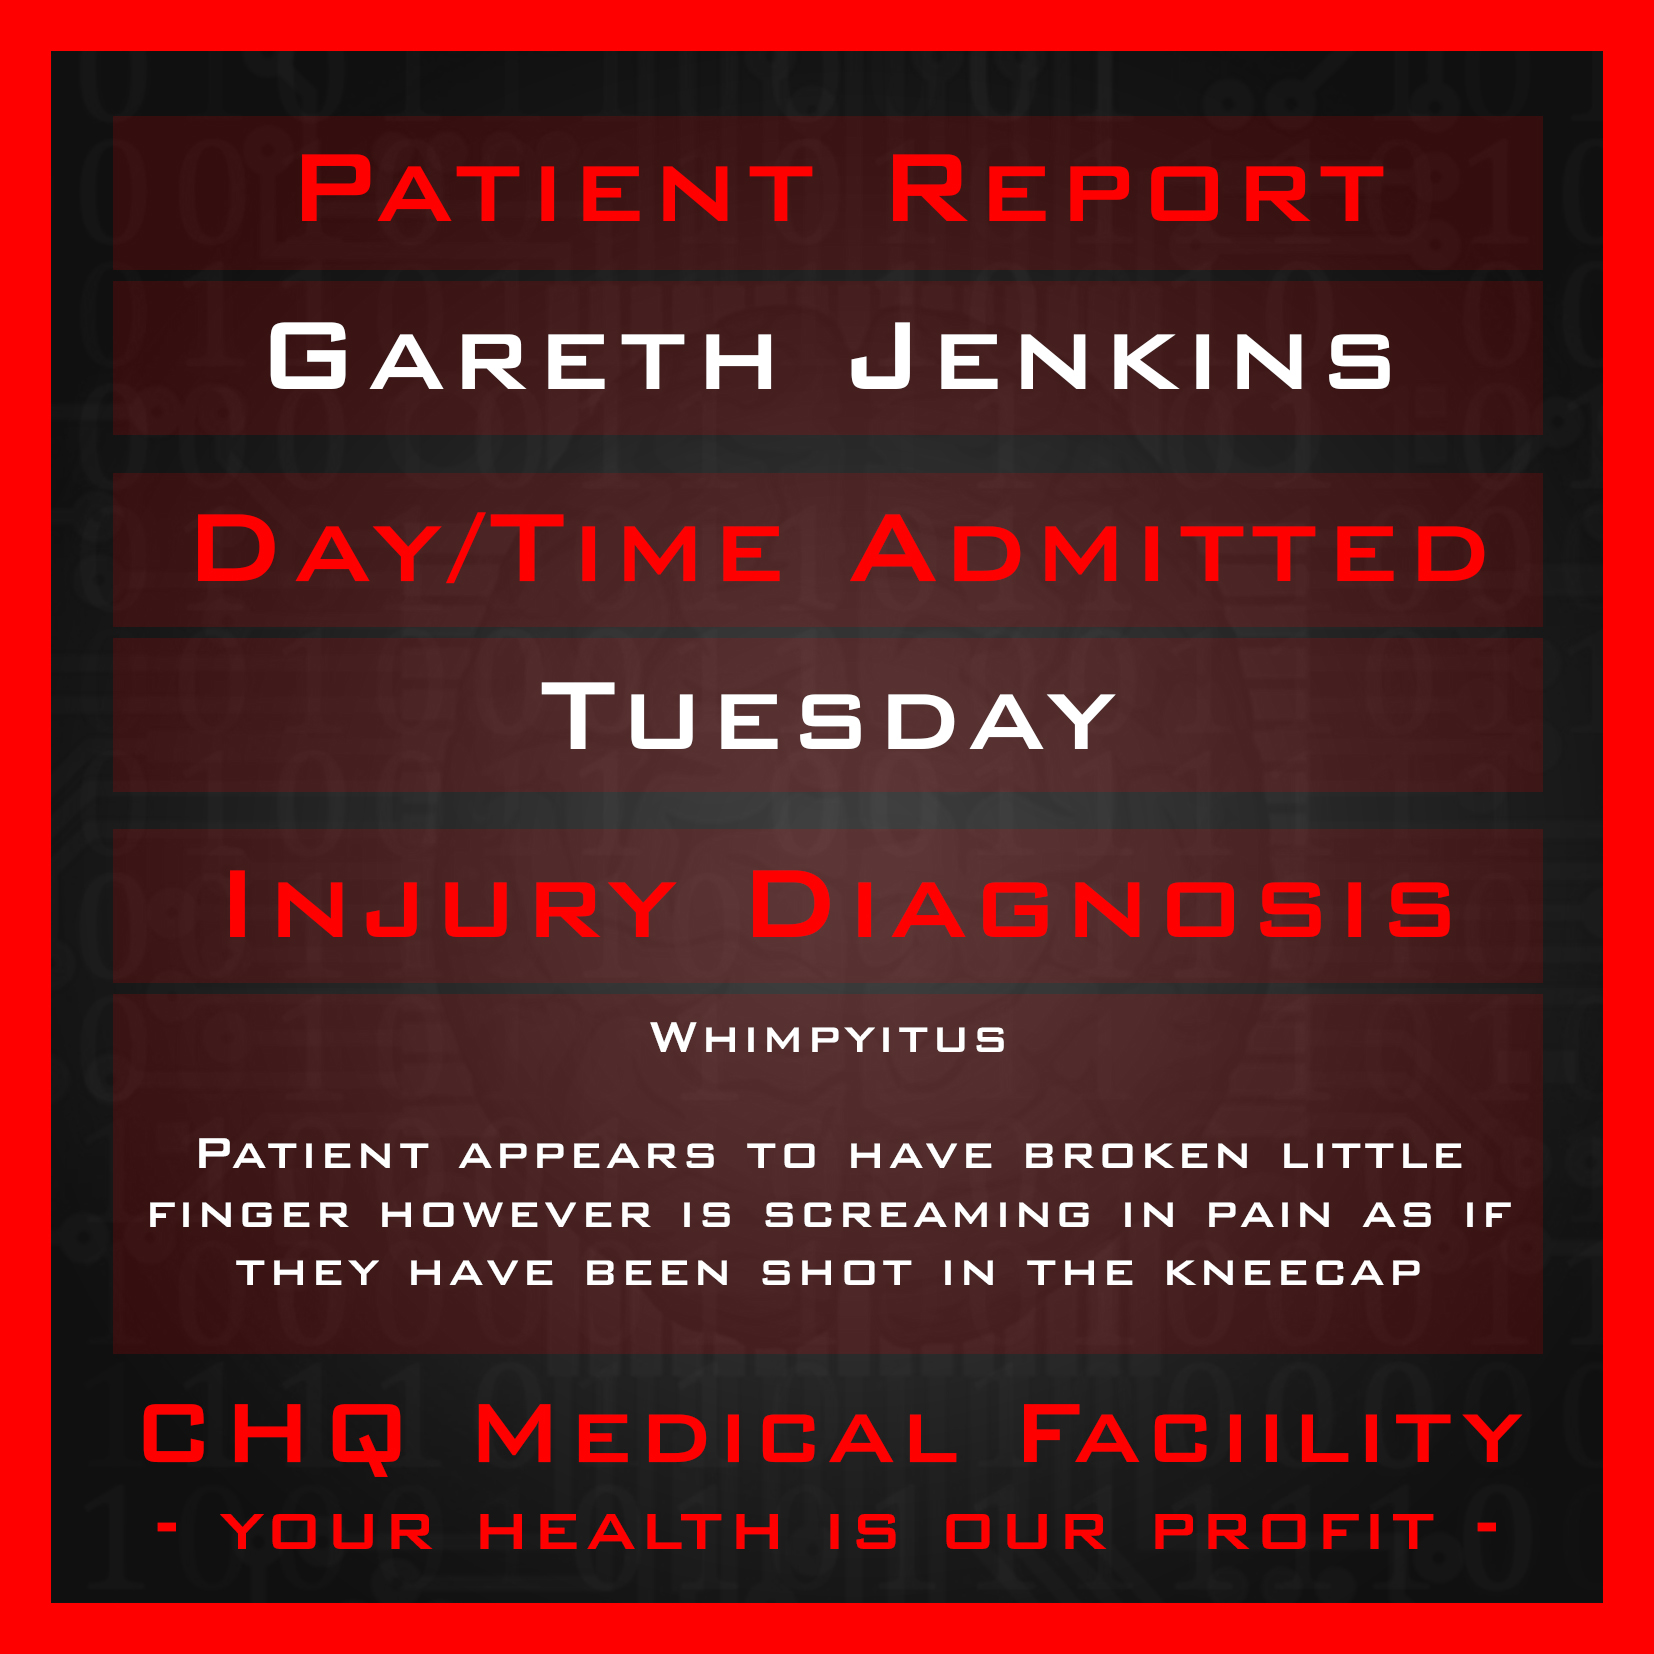 Patient Report
Gareth Jenkins
Day/Time Admitted
Tuesday
Injury Diagnosis
Whimpyitus
Patient appears to have broken little
finger however is screaming in pain as if
they have been shot in the kneecap
CHQ Medical Faciility
- your health is our profit -